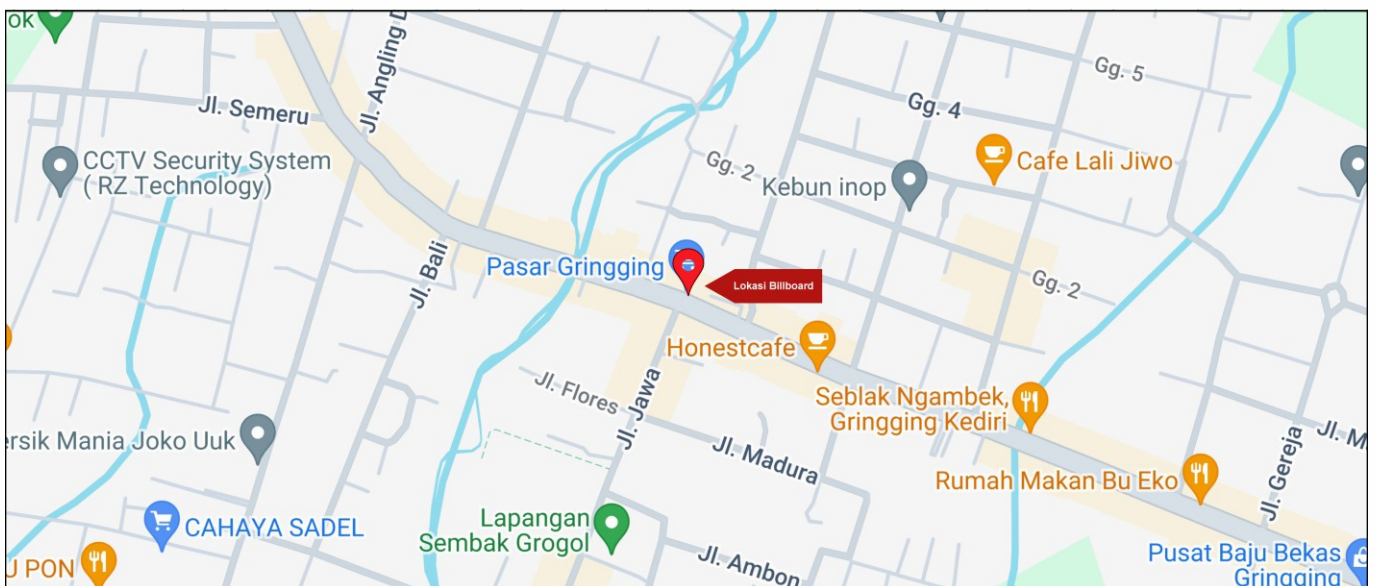 ok
Jl. Semeru
Jl. Angling D
Gg. 5
Gg. 4
CCTV Security System
( RZ Technology)
Gg. 2
Kebun inop
Cafe Lali Jiwo
Jl. Bali
Pasar Gringging
Lokasi Billboard
Gg. 2
Honestcafe
Jl. Flores
Jl. Jawa
Seblak Ngambek,
Gringging Kediri
ersik Mania Joko Uuk
Jl. Madura
Jl. Gereja
Jl. M
Rumah Makan Bu Eko
CAHAYA SADEL
Lapangan
Sembak Grogol
Jl. Ambon
Pusat Baju Bekas
Gringging
U PON